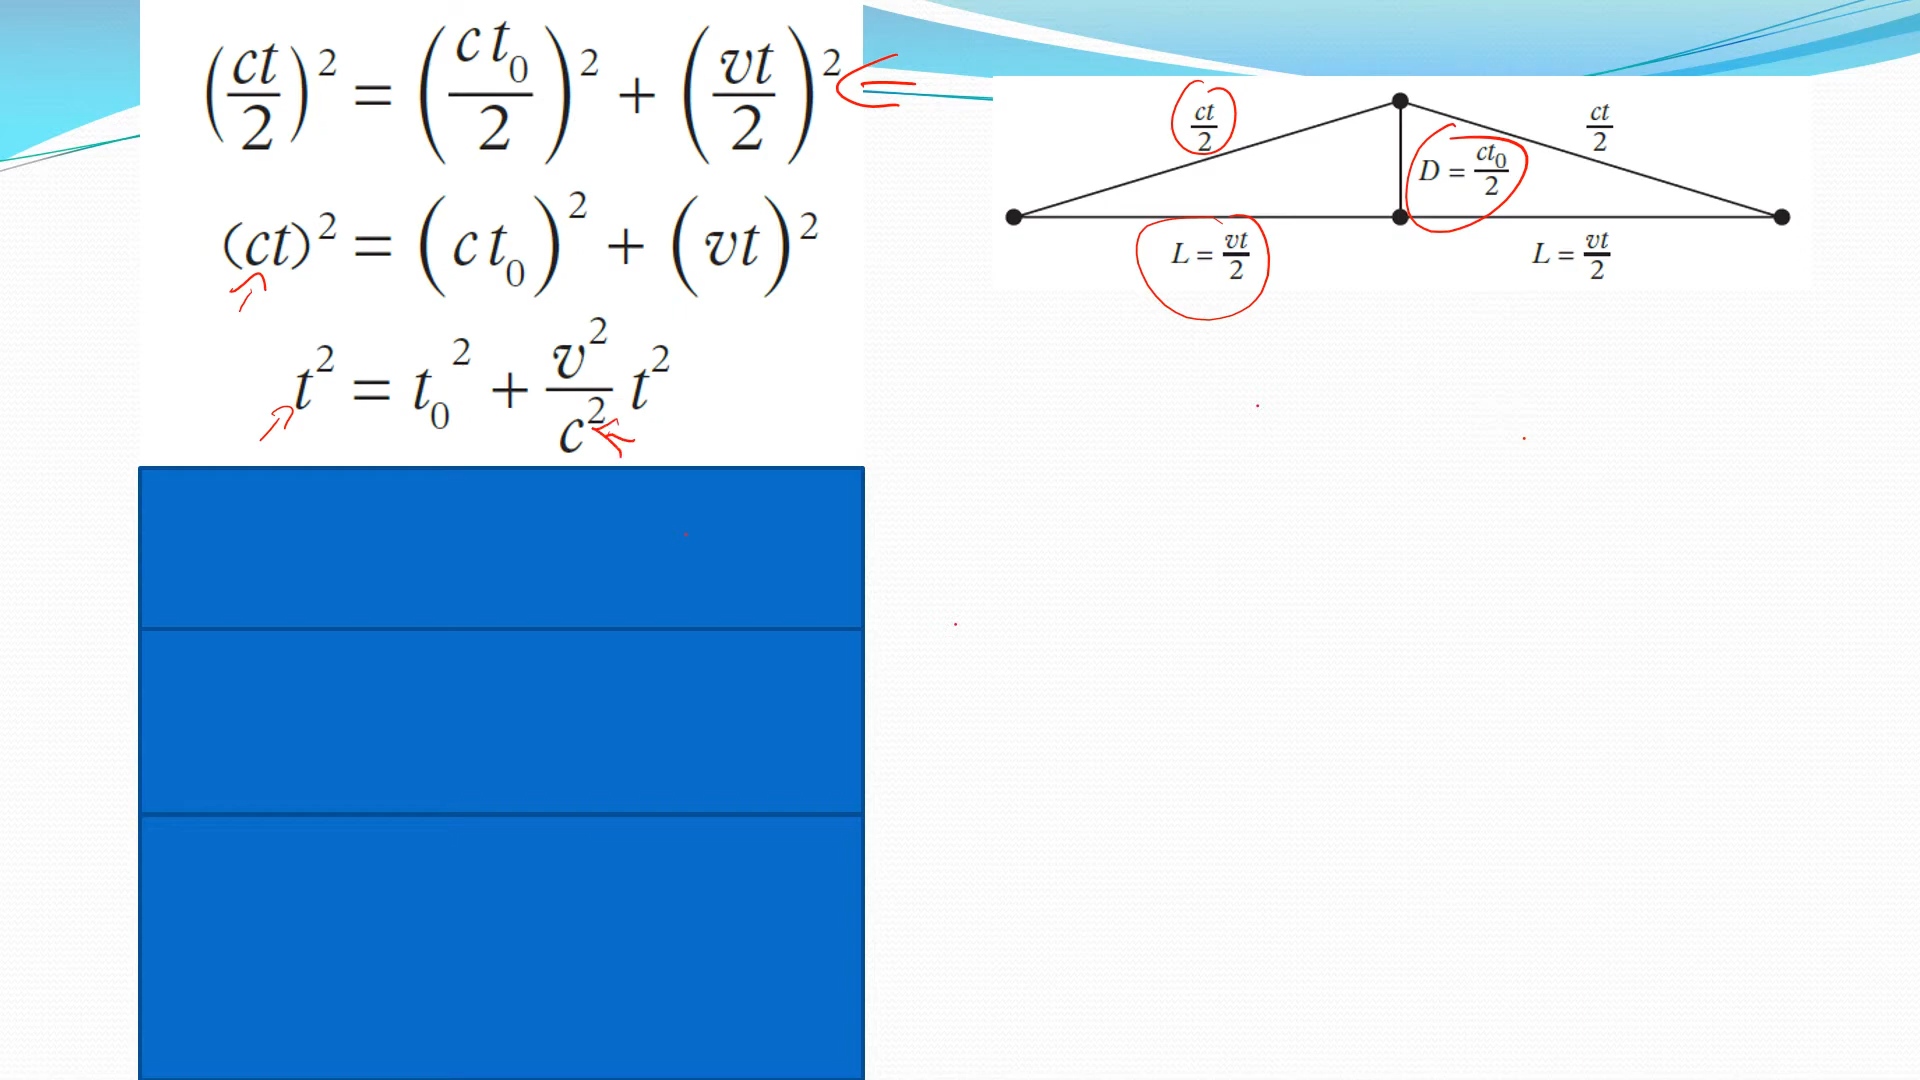 (ct/2)² = (ct₀/2)² + (vt/2)²
(ct)² = (ct₀)² + (vt)²
t² = t₀² + v²/c² t²
ct/2
ct/2
D = ct₀/2
L = vt/2
L = vt/2